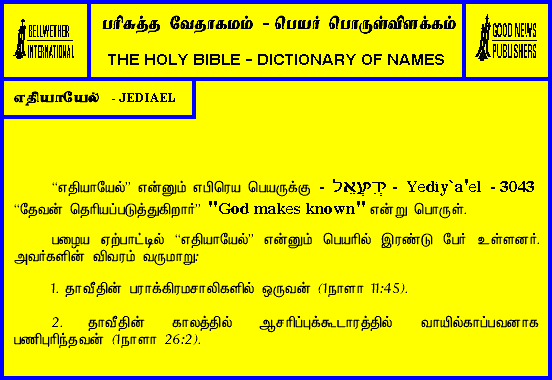 BELLWETHER
INTERNATIONAL
பரிசுத்த வேதாகமம் - பெயர் பொருள்விளக்கம்
THE HOLY BIBLE - DICTIONARY OF NAMES
GOOD NEWS
PUBLISHERS
எதியாயேல் - JEDIAEL
“எதியாயேல்” என்னும் எபிரெய பெயருக்கு - יְדִיעֲאֵל - Yediy`a'el - 3043
“தேவன் தெரியப்படுத்துகிறார்” "God makes known" என்று பொருள்.
பழைய ஏற்பாட்டில் “எதியாயேல்” என்னும் பெயரில் இரண்டு பேர் உள்ளனர்.
அவர்களின் விவரம் வருமாறு:
1. தாவீதின் பராக்கிரமசாலிகளில் ஒருவன் (1நாளா 11:45).
2. தாவீதின் காலத்தில் ஆசரிப்புக்கூடாரத்தில் வாயில்காப்பவனாக
பணிபுரிந்தவன் (1நாளா 26:2).